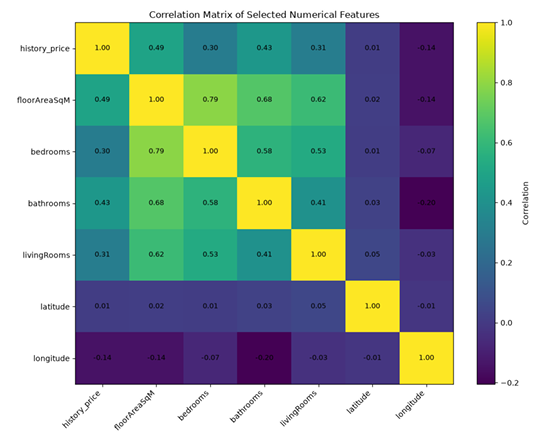 Correlation Matrix of Selected Numerical Features
history_price 1.00 0.49 0.30 0.43 0.31 0.01 −0.14
floorAreaSqM 0.49 1.00 0.79 0.68 0.62 0.02 −0.14
bedrooms 0.30 0.79 1.00 0.58 0.53 0.01 −0.07
bathrooms 0.43 0.68 0.58 1.00 0.41 0.03 −0.20
livingRooms 0.31 0.62 0.53 0.41 1.00 0.05 −0.03
latitude 0.01 0.02 0.01 0.03 0.05 1.00 −0.01
longitude −0.14 −0.14 −0.07 −0.20 −0.03 −0.01 1.00
history_price floorAreaSqM bedrooms bathrooms livingRooms latitude longitude
1.0
0.8
0.6
0.4
0.2
0.0
−0.2
Correlation